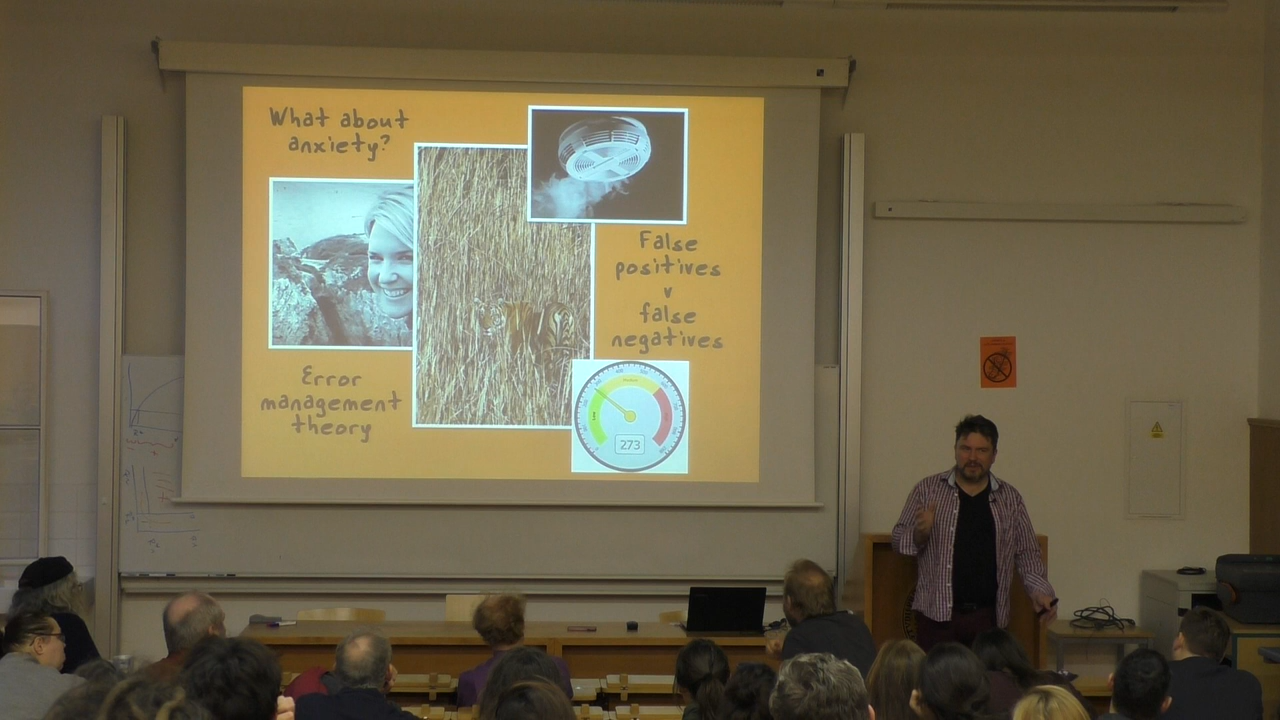 What about
anxiety?
Error
management
theory
False
positives
v
false
negatives
273